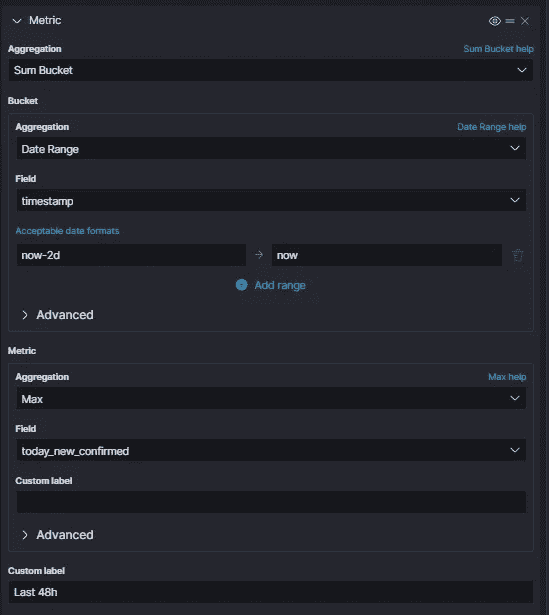 Metric
Aggregation Sum Bucket help
Sum Bucket
Bucket
Aggregation Date Range help
Date Range
Field
timestamp
Acceptable date formats
now-2d → now
Add range
Advanced
Metric
Aggregation Max help
Max
Field
today_new_confirmed
Custom label
Advanced
Custom label
Last 48h